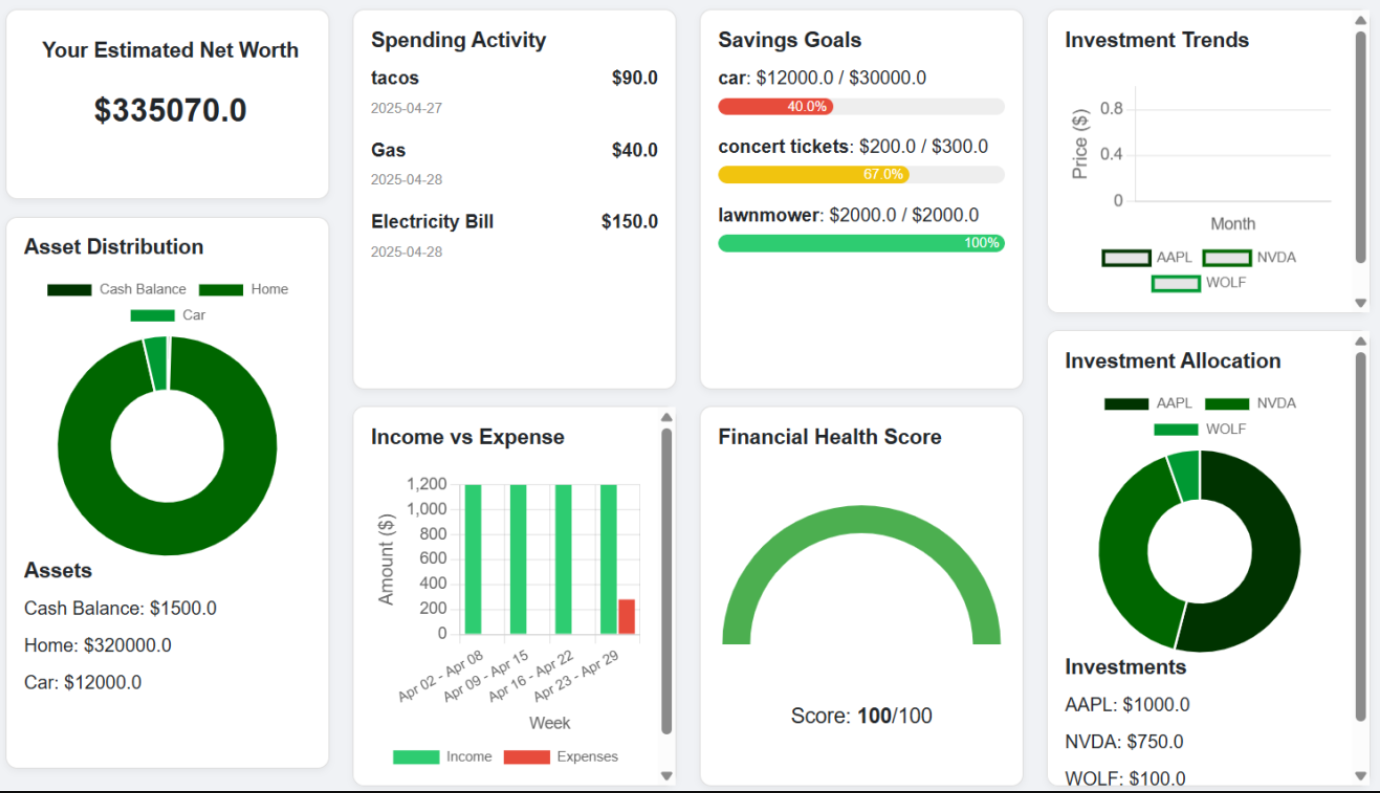 Your Estimated Net Worth
$335070.0
Asset Distribution
Cash Balance Home
Car
Assets
Cash Balance: $1500.0
Home: $320000.0
Car: $12000.0
Spending Activity
tacos $90.0
2025-04-27
Gas $40.0
2025-04-28
Electricity Bill $150.0
2025-04-28
Income vs Expense
1,200
1,000
800
600
400
200
0
Amount ($)
Apr 02 - Apr 08
Apr 09 - Apr 15
Apr 16 - Apr 22
Apr 23 - Apr 29
Week
Income Expenses
Savings Goals
car: $12000.0 / $30000.0
40.0%
concert tickets: $200.0 / $300.0
67.0%
lawnmower: $2000.0 / $2000.0
100%
Financial Health Score
Score: 100/100
Investment Trends
0.8
0.4
0
Price ($)
Month
AAPL NVDA
WOLF
Investment Allocation
AAPL NVDA
WOLF
Investments
AAPL: $1000.0
NVDA: $750.0
WOLF: $100.0